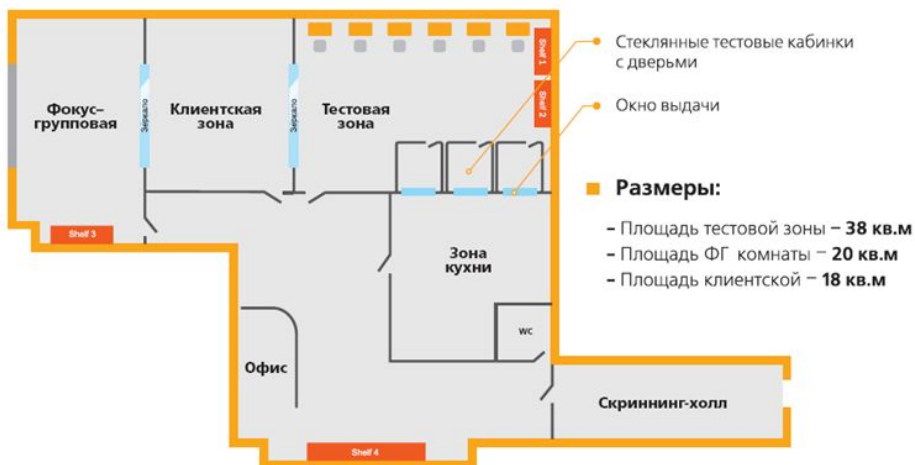 Фокус–
групповая
Зеркало
Клиентская
зона
Зеркало
Тестовая
зона
Shelf 1
Shelf 2
Стеклянные тестовые кабинки
с дверьми
Окно выдачи
Размеры:
– Площадь тестовой зоны – 38 кв.м
– Площадь ФГ комнаты – 20 кв.м
– Площадь клиентской – 18 кв.м
Shelf 3
Зона
кухни
WC
Офис
Скриннинг-холл
Shelf 4